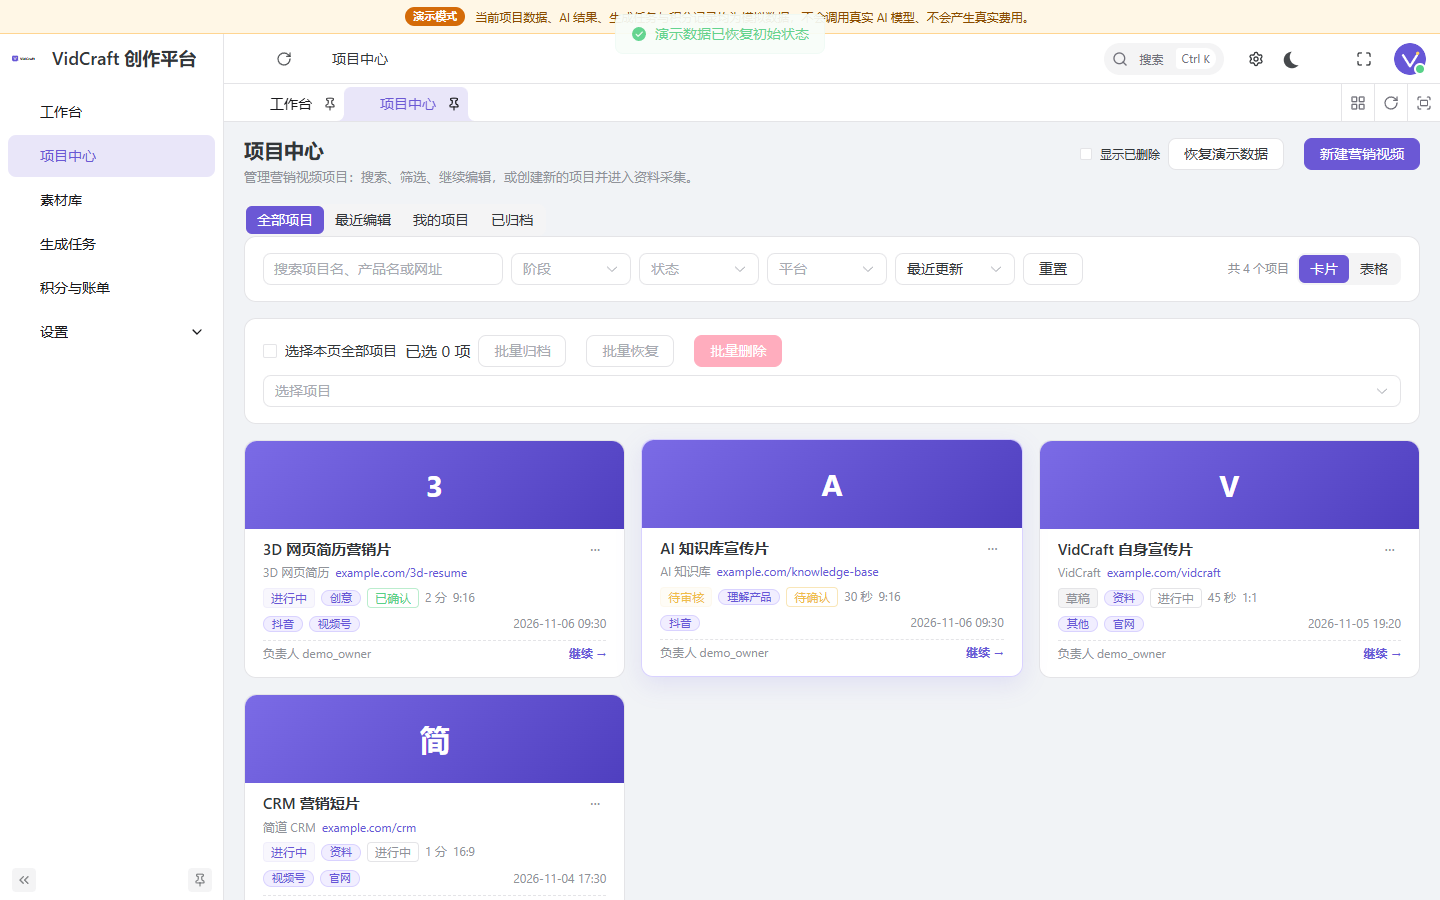 演示模式 当前项目数据、AI 结果、生成任务与积分记录均为模拟数据，不会调用真实 AI 模型、不会产生真实费用。
演示数据已恢复初始状态
VidCraft 创作平台
项目中心
搜索 Ctrl K
工作台
项目中心
素材库
生成任务
积分与账单
设置
工作台 项目中心
项目中心
管理营销视频项目：搜索、筛选、继续编辑，或创建新的项目并进入资料采集。
显示已删除 恢复演示数据 新建营销视频
全部项目 最近编辑 我的项目 已归档
搜索项目名、产品名或网址 阶段 状态 平台 最近更新 重置 共 4 个项目 卡片 表格
选择本页全部项目 已选 0 项 批量归档 批量恢复 批量删除
选择项目
3
3D 网页简历营销片
3D 网页简历 example.com/3d-resume
进行中 创意 已确认 2 分 9:16
抖音 视频号 2026-11-06 09:30
负责人 demo_owner 继续 →
A
AI 知识库宣传片
AI 知识库 example.com/knowledge-base
待审核 理解产品 待确认 30 秒 9:16
抖音 2026-11-06 09:30
负责人 demo_owner 继续 →
V
VidCraft 自身宣传片
VidCraft example.com/vidcraft
草稿 资料 进行中 45 秒 1:1
其他 官网 2026-11-05 19:20
负责人 demo_owner 继续 →
简
CRM 营销短片
简道 CRM example.com/crm
进行中 资料 进行中 1 分 16:9
视频号 官网 2026-11-04 17:30